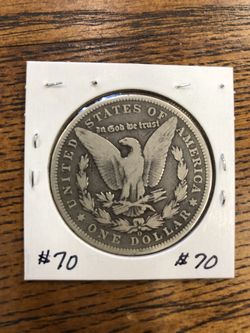 UNITED STATES OF AMERICA
In God we trust
ONE DOLLAR
#70
$70